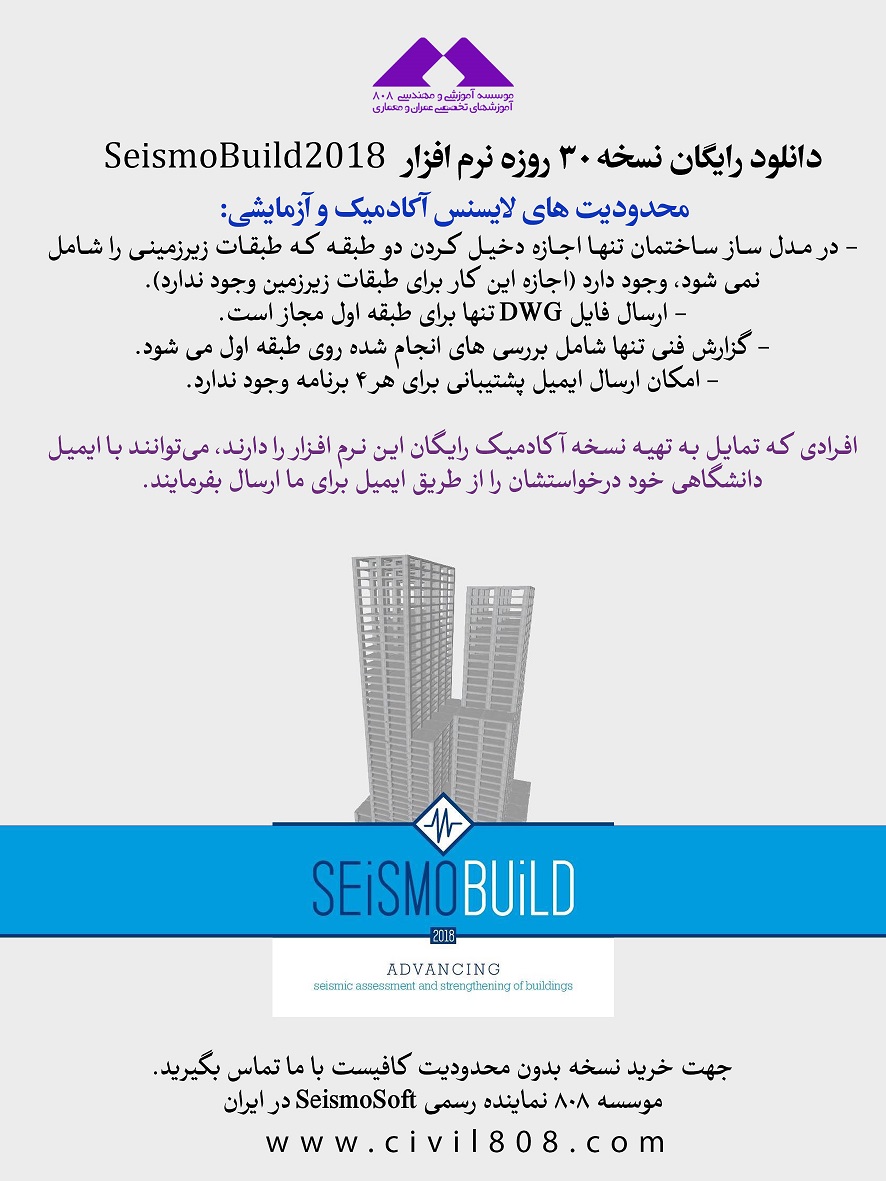 موسسه آموزشی و مهندسی ۸۰۸
آموزشهای تخصصی عمران و معماری
دانلود رایگان نسخه ۳۰ روزه نرم افزار SeismoBuild2018
محدودیت های لایسنس آکادمیک و آزمایشی:
- در مدل ساز ساختمان تنها اجازه دخیل کردن دو طبقه که طبقات زیرزمینی را شامل
نمی شود، وجود دارد (اجازه این کار برای طبقات زیرزمین وجود ندارد).
- ارسال فایل DWG تنها برای طبقه اول مجاز است.
- گزارش فنی تنها شامل بررسی های انجام شده روی طبقه اول می شود.
- امکان ارسال ایمیل پشتیبانی برای هر ۴ برنامه وجود ندارد.
افرادی که تمایل به تهیه نسخه آکادمیک رایگان این نرم افزار را دارند، می‌توانند با ایمیل
دانشگاهی خود درخواستشان را از طریق ایمیل برای ما ارسال بفرمایند.
SEiSMOBUiLD
2018
ADVANCING
seismic assessment and strengthening of buildings
جهت خرید نسخه بدون محدودیت کافیست با ما تماس بگیرید.
موسسه ۸۰۸ نماینده رسمی SeismoSoft در ایران
www.civil808.com